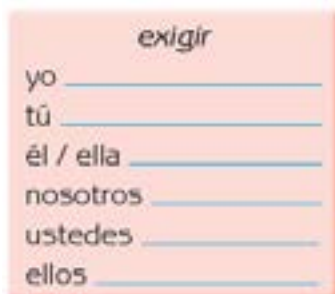 exigir
yo
tú
él / ella
nosotros
ustedes
ellos